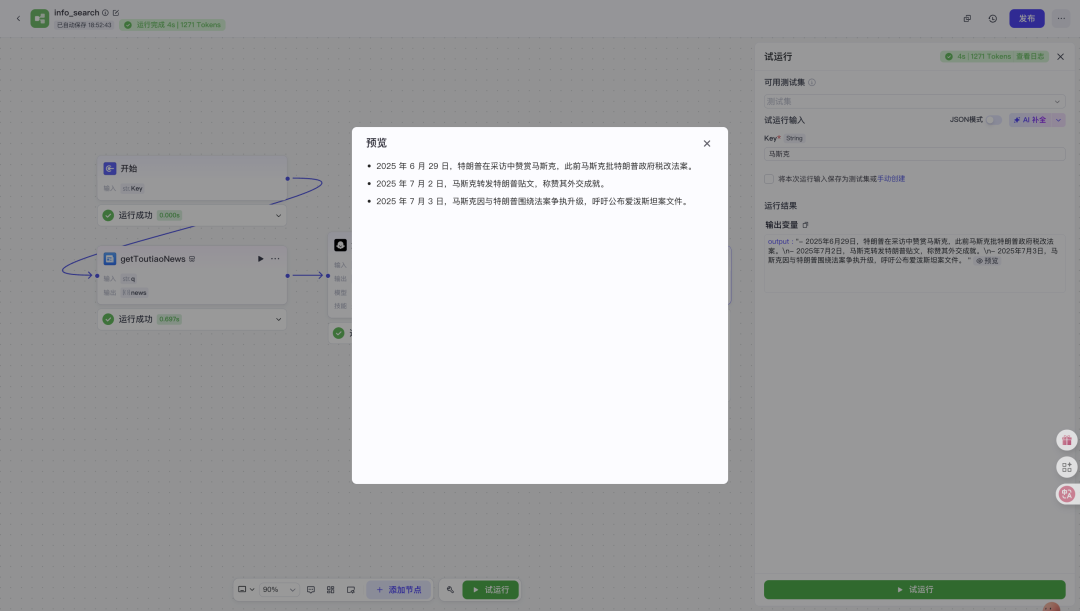 info_search
已自动保存 18:52:43
运行完成 4s | 1271 Tokens
发布
开始
输入 str. Key
运行成功 0.000s
getToutiaoNews
输入 str. q
输出 news
运行成功 0.697s
输入
输出
模型
技能
预览
2025 年 6 月 29 日，特朗普在采访中赞赏马斯克，此前马斯克批特朗普政府税改法案。
2025 年 7 月 2 日，马斯克转发特朗普贴文，称赞其外交成就。
2025 年 7 月 3 日，马斯克因与特朗普围绕法案争执升级，呼吁公布爱泼斯坦案文件。
试运行
4s | 1271 Tokens 查看日志
可用测试集
测试集
试运行输入
JSON模式
AI 补全
Key* String
马斯克
将本次运行输入保存为测试集或手动创建
运行结果
输出变量
output : "- 2025年6月29日，特朗普在采访中赞赏马斯克，此前马斯克批特朗普政府税改法
案。\n- 2025年7月2日，马斯克转发特朗普贴文，称赞其外交成就。\n- 2025年7月3日，马
斯克因与特朗普围绕法案争执升级，呼吁公布爱泼斯坦案文件。 " 预览
90%
添加节点
试运行
试运行